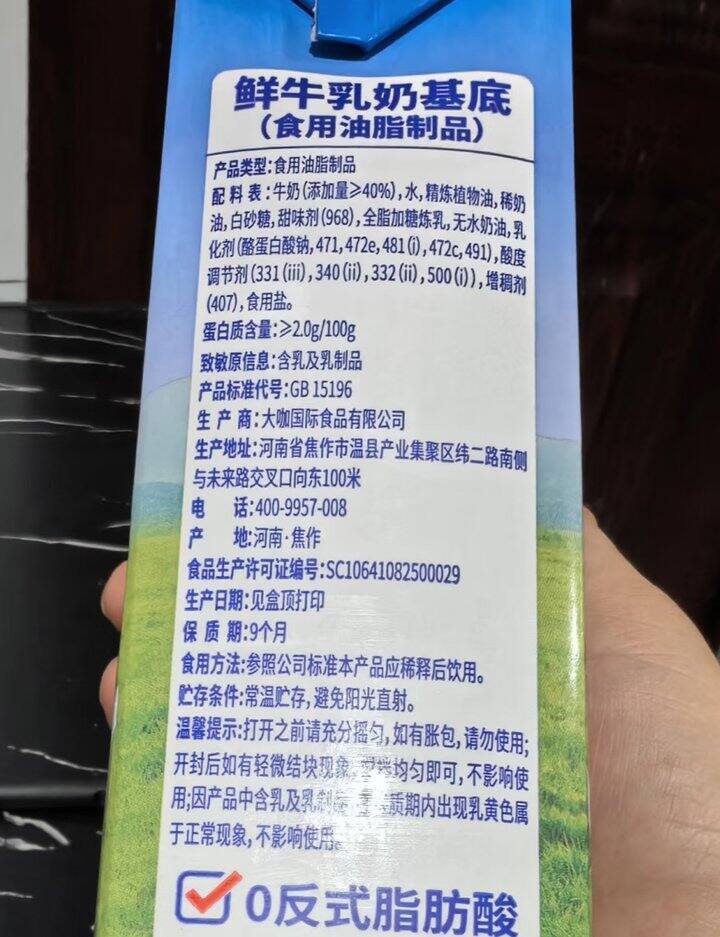 鲜牛乳奶基底
(食用油脂制品)
产品类型:食用油脂制品
配料表:牛奶(添加量≥40%),水,精炼植物油,稀奶
油,白砂糖,甜味剂(968),全脂加糖炼乳,无水奶油,乳
化剂(酪蛋白酸钠,471,472e,481(i),472c,491),酸度
调节剂(331(iii),340(ii),332(ii),500(i)),增稠剂
(407),食用盐。
蛋白质含量:≥2.0g/100g
致敏原信息:含乳及乳制品
产品标准代号:GB 15196
生产商:大咖国际食品有限公司
生产地址:河南省焦作市温县产业集聚区纬二路南侧
与未来路交叉口向东100米
电话:400-9957-008
产地:河南·焦作
食品生产许可证编号:SC10641082500029
生产日期:见盒顶打印
保质期:9个月
食用方法:参照公司标准本产品应稀释后饮用。
贮存条件:常温贮存,避免阳光直射。
温馨提示:打开之前请充分摇匀,如有胀包,请勿使用;
开封后如有轻微结块现象,均匀即可,不影响使
用;因产品中含乳及乳制质期内出现乳黄色属
于正常现象,不影响使用。
0反式脂肪酸